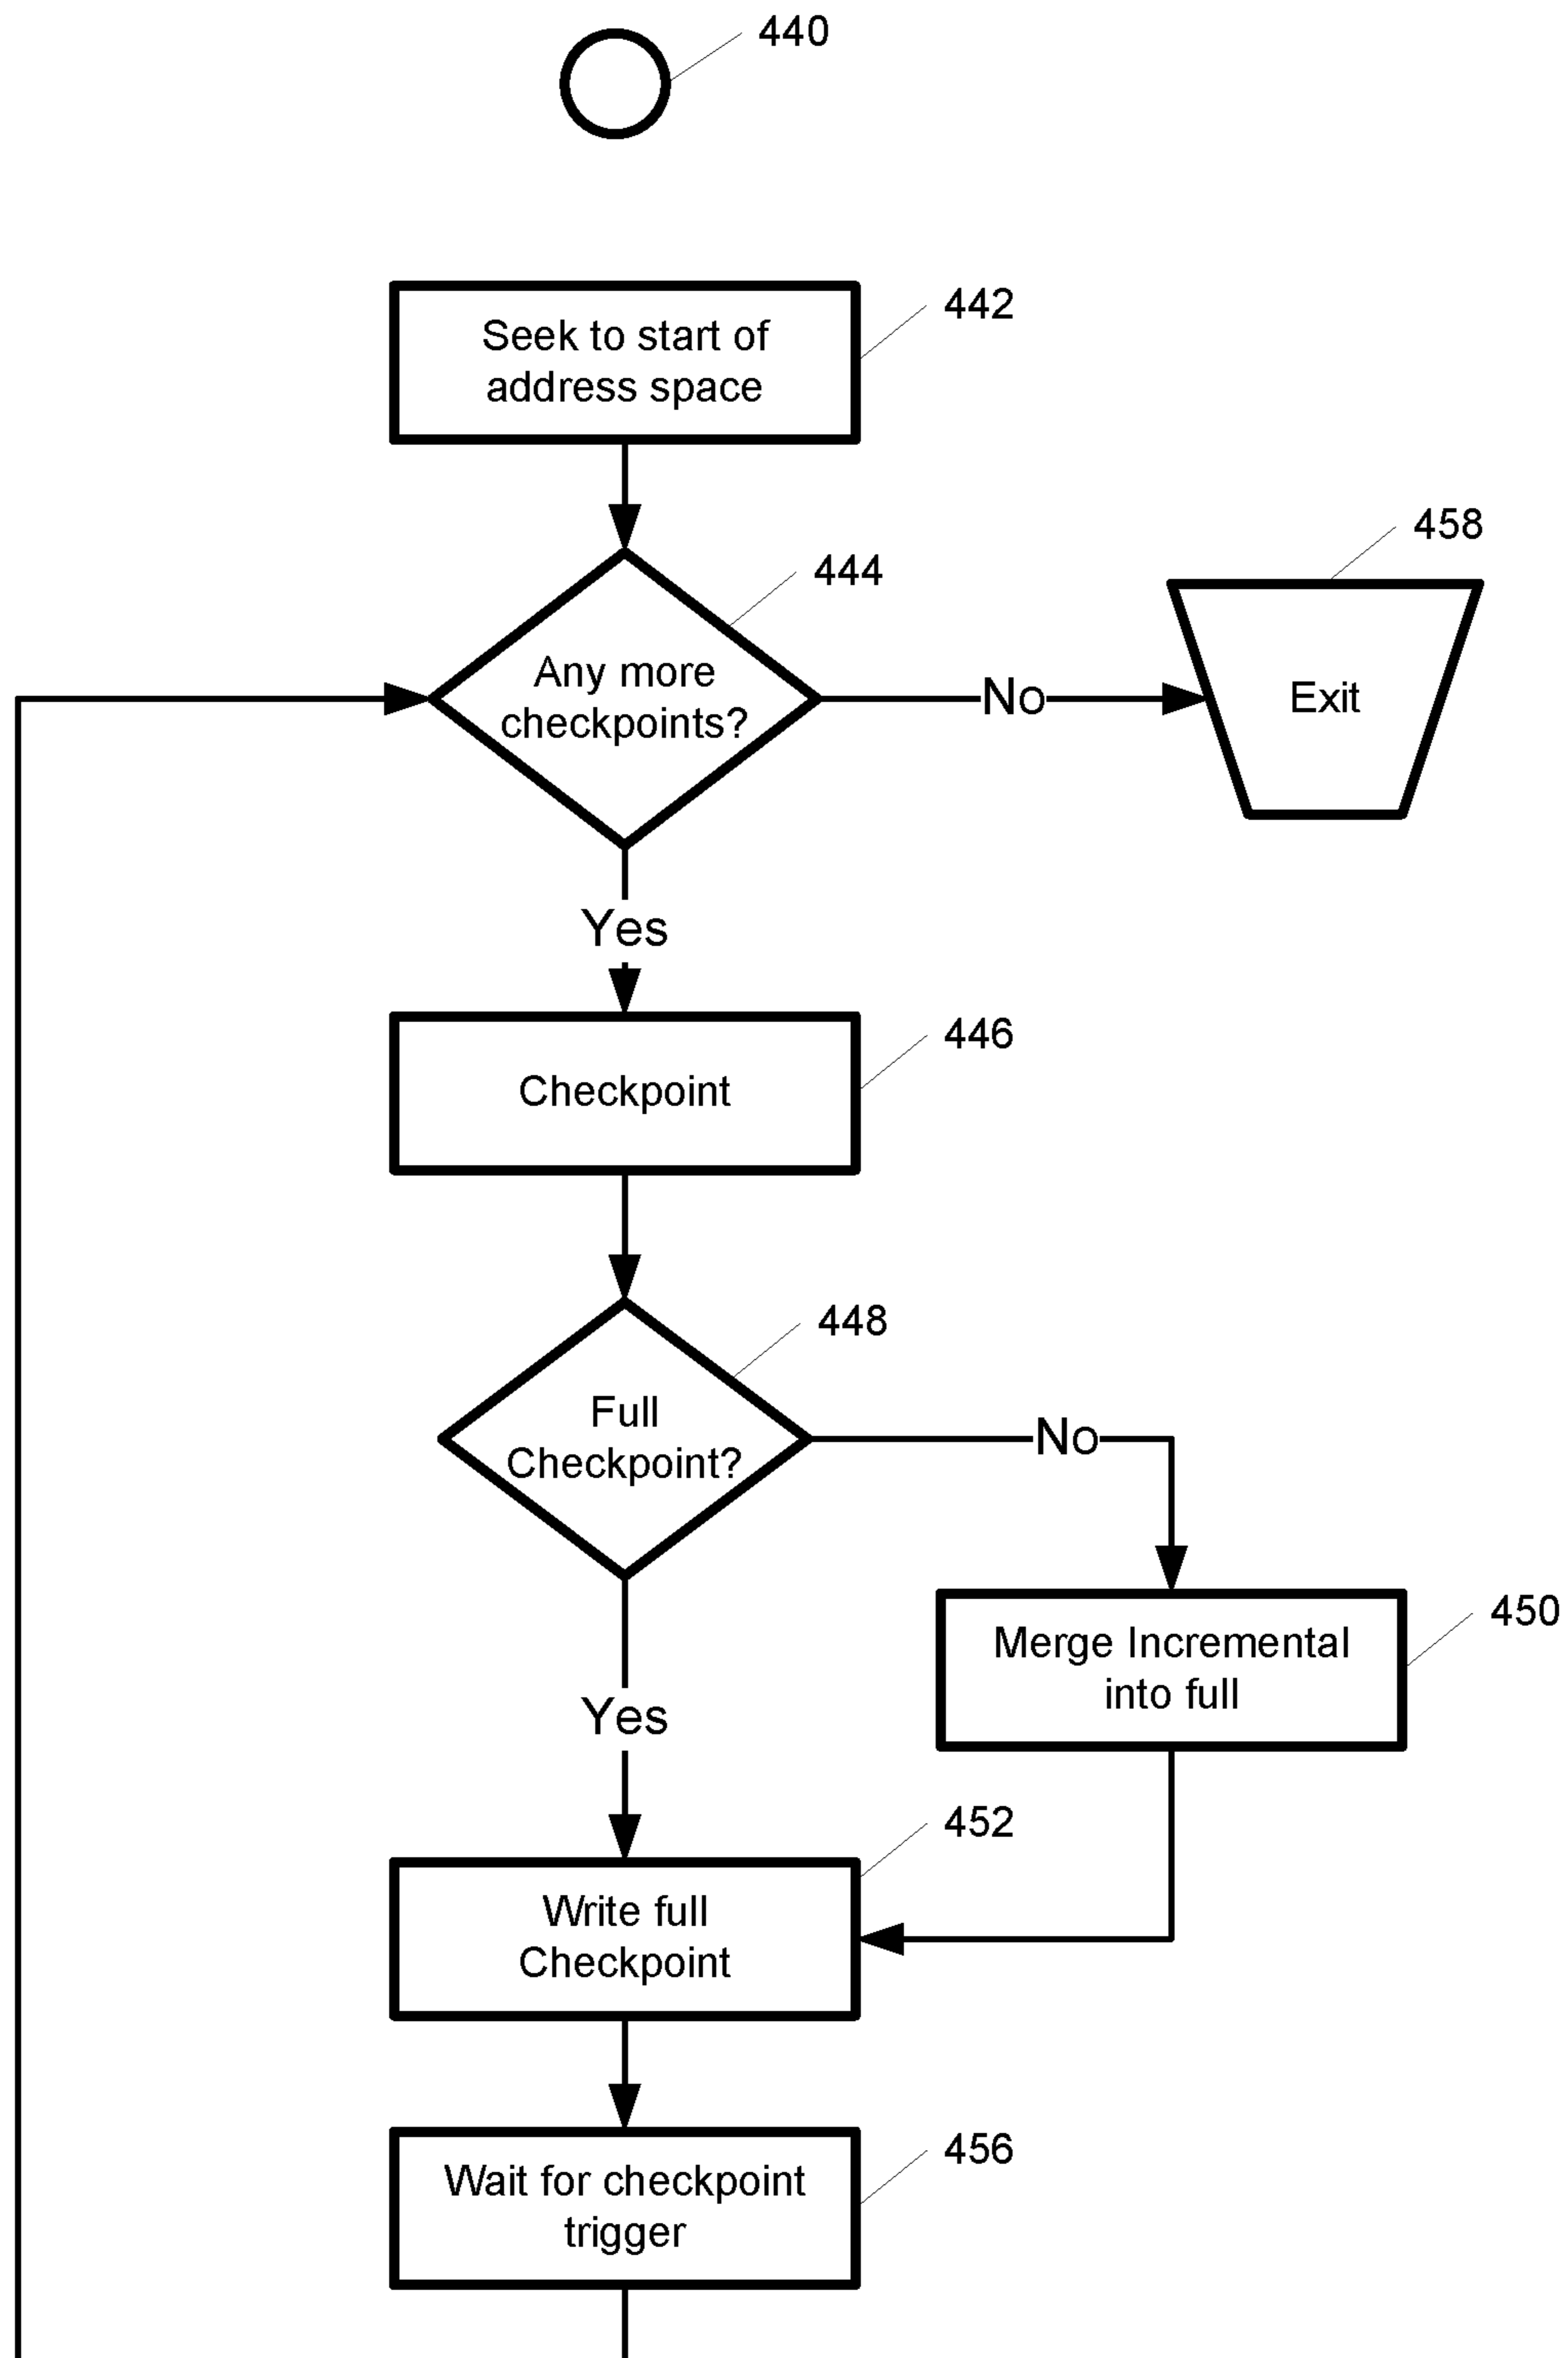 440
Seek to start of
address space
442
444
Any more
checkpoints?
No
458
Exit
Yes
Checkpoint
446
448
Full
Checkpoint?
No
Merge Incremental
into full
450
Yes
452
Write full
Checkpoint
Wait for checkpoint
trigger
456